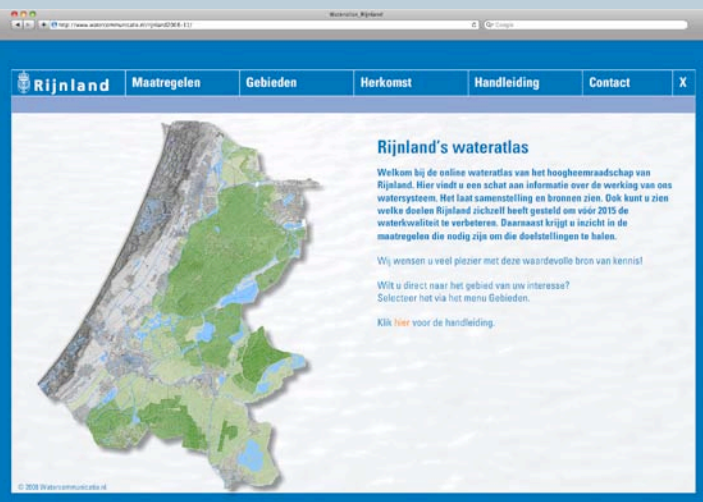 Wateratlas_Rijnland
Google
Rijnland
Maatregelen
Gebieden
Herkomst
Handleiding
Contact
X
Rijnland's wateratlas
Welkom bij de online wateratlas van het hoogheemraadschap van
Rijnland. Hier vindt u een schat aan informatie over de werking van ons
watersysteem. Het laat samenstelling en bronnen zien. Ook kunt u zien
welke doelen Rijnland zichzelf heeft gesteld om vóór 2015 de
waterkwaliteit te verbeteren. Daarnaast krijgt u inzicht in de
maatregelen die nodig zijn om die doelstellingen te halen.
Wij wensen u veel plezier met deze waardevolle bron van kennis!
Wilt u direct naar het gebied van uw interesse?
Selecteer het via het menu Gebieden.
Klik hier voor de handleiding.
© 2008 Watercommunicatie.nl